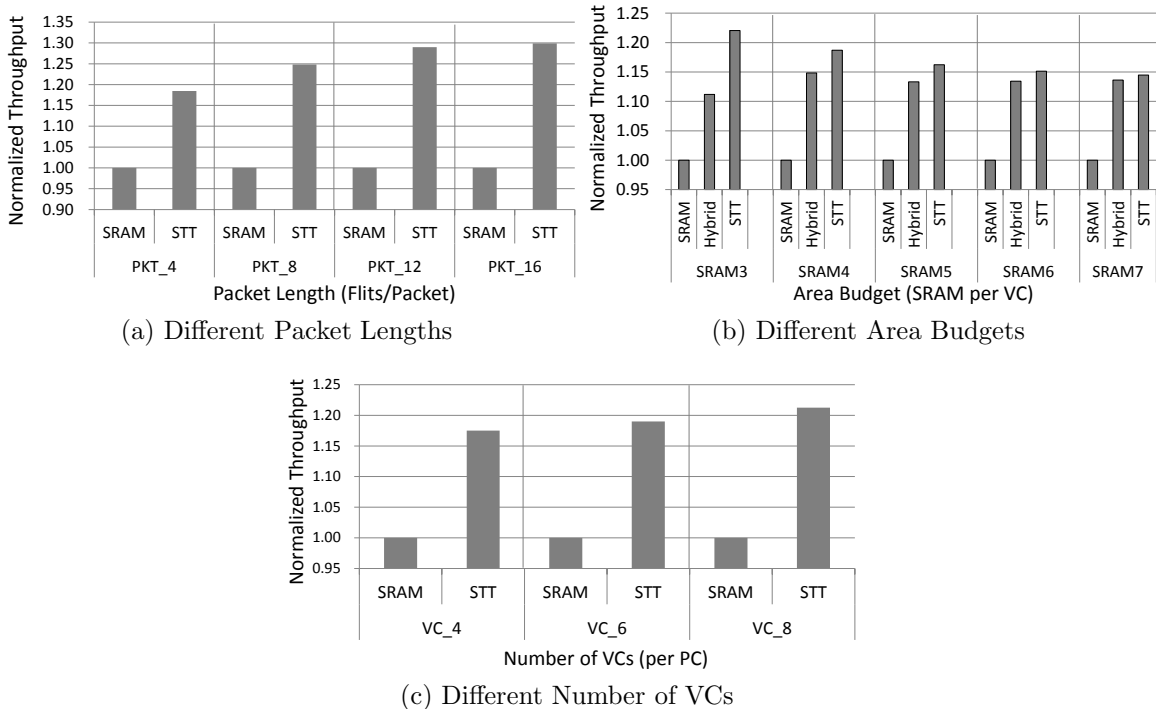 Normalized Throughput
1.35
1.30
1.25
1.20
1.15
1.10
1.05
1.00
0.95
0.90
SRAM STT SRAM STT SRAM STT SRAM STT
PKT_4 PKT_8 PKT_12 PKT_16
Packet Length (Flits/Packet)
(a) Different Packet Lengths
Normalized Throughput
1.25
1.20
1.15
1.10
1.05
1.00
0.95
SRAM Hybrid STT SRAM Hybrid STT SRAM Hybrid STT SRAM Hybrid STT SRAM Hybrid STT
SRAM3 SRAM4 SRAM5 SRAM6 SRAM7
Area Budget (SRAM per VC)
(b) Different Area Budgets
Normalized Throughput
1.25
1.20
1.15
1.10
1.05
1.00
0.95
SRAM STT SRAM STT SRAM STT
VC_4 VC_6 VC_8
Number of VCs (per PC)
(c) Different Number of VCs